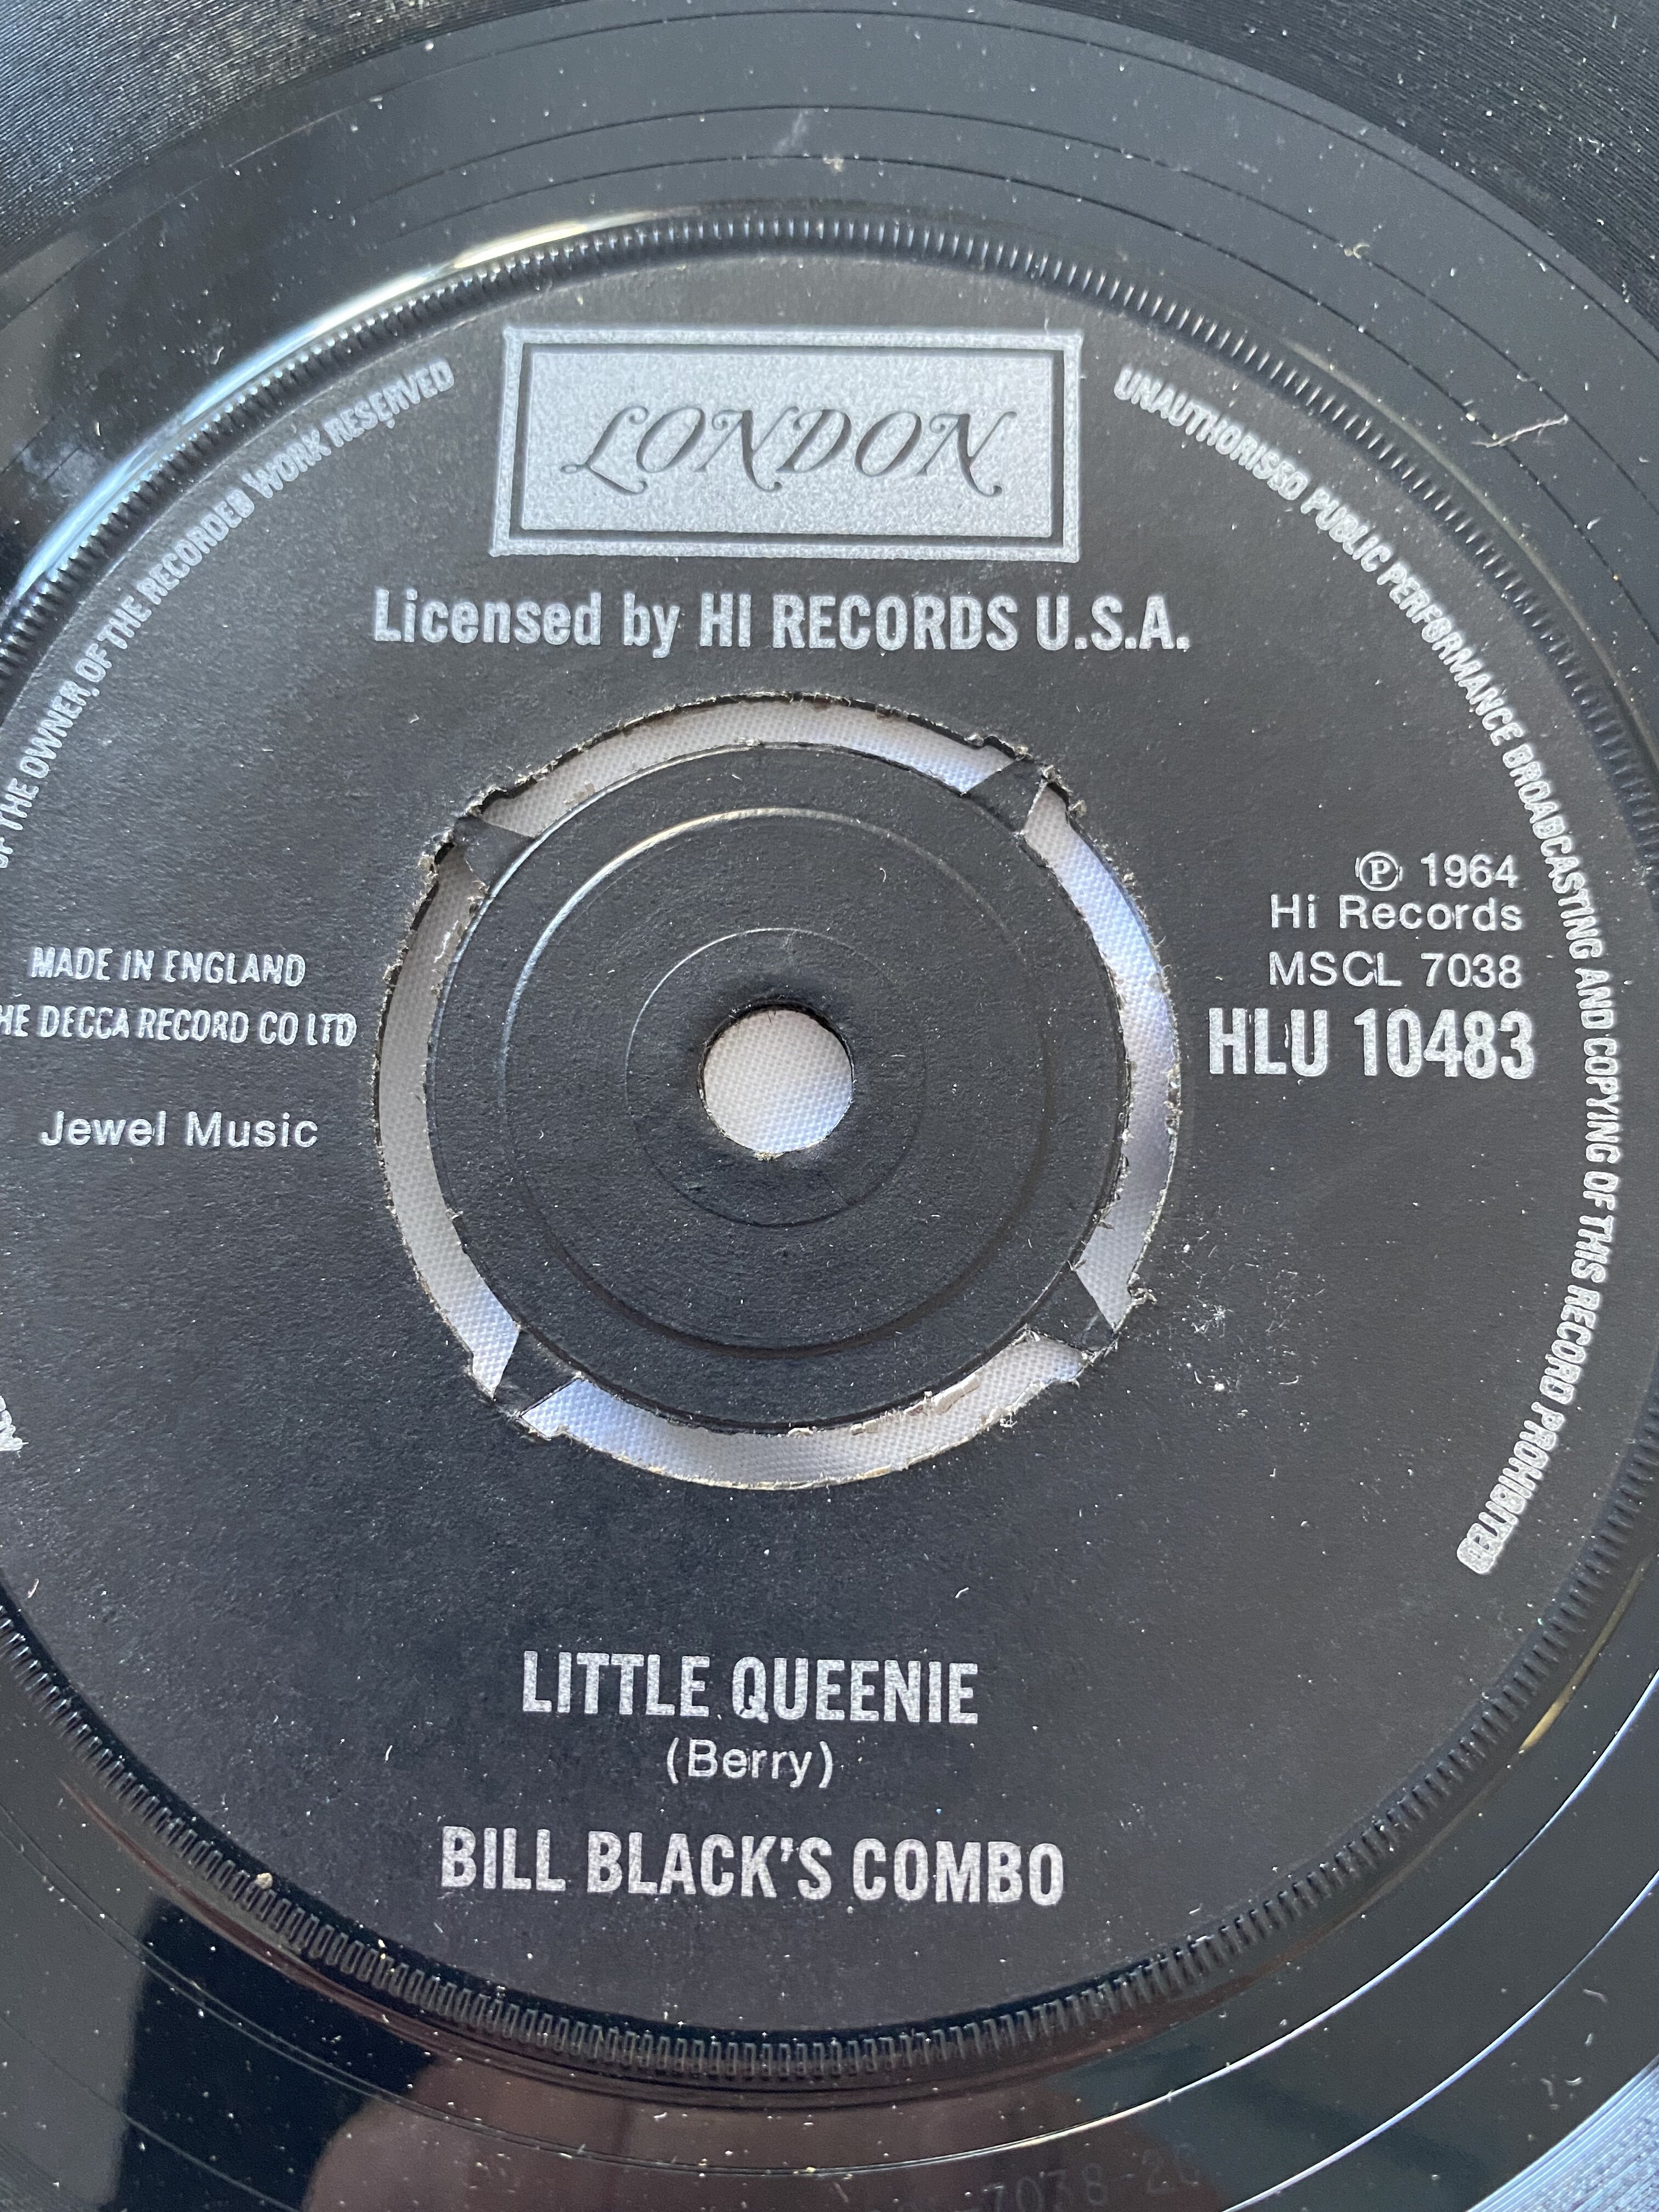 LONDON
Licensed by HI RECORDS U.S.A.
OF THE OWNER OF THE RECORDED WORK RESERVED
UNAUTHORISED PUBLIC PERFORMANCE BROADCASTING AND COPYING OF THIS RECORD PROHIBITED
Ⓟ 1964
Hi Records
MSCL 7038
HLU 10483
MADE IN ENGLAND
THE DECCA RECORD CO LTD
Jewel Music
LITTLE QUEENIE
(Berry)
BILL BLACK'S COMBO